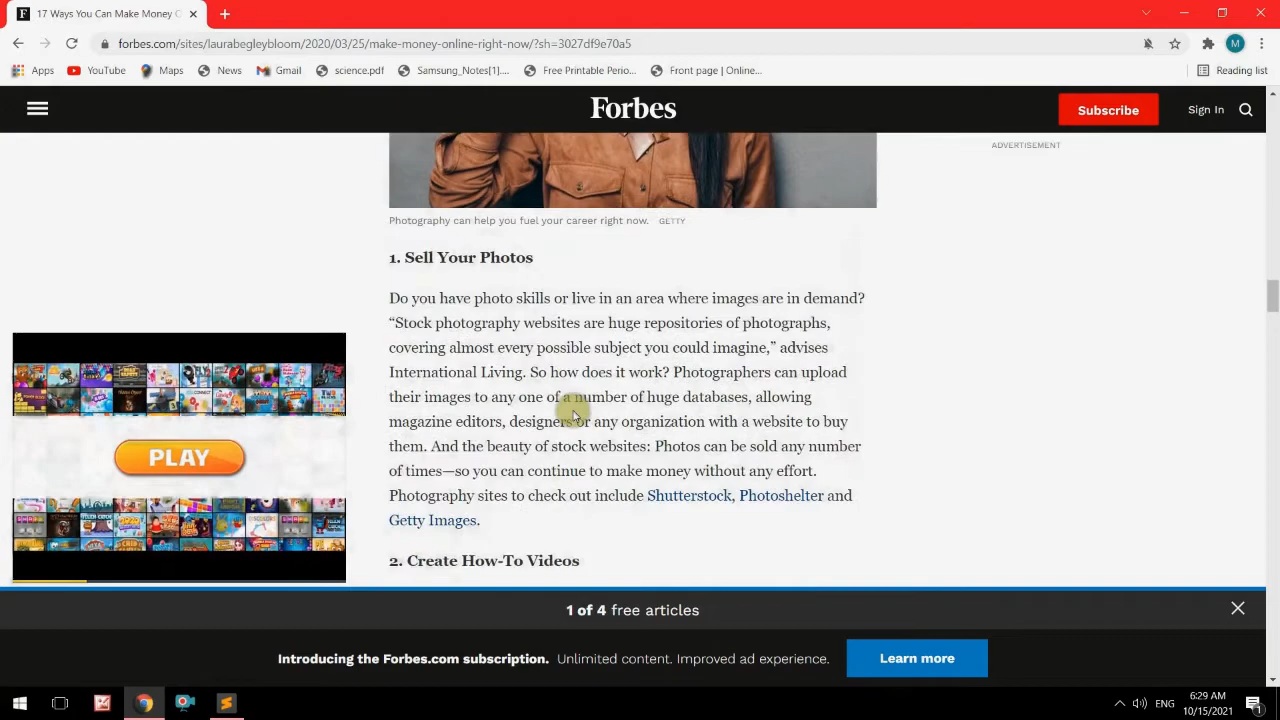 17 Ways You Can Make Money O
forbes.com/sites/laurabegleybloom/2020/03/25/make-money-online-right-now/?sh=3027df9e70a5
M
Apps
YouTube
Maps
News
Gmail
science.pdf
Samsung_Notes[1]....
Free Printable Perio...
Front page | Online...
Reading list
Forbes
Subscribe
Sign In
ADVERTISEMENT
Photography can help you fuel your career right now. GETTY
1. Sell Your Photos
Do you have photo skills or live in an area where images are in demand?
“Stock photography websites are huge repositories of photographs,
covering almost every possible subject you could imagine,” advises
International Living. So how does it work? Photographers can upload
their images to any one of a number of huge databases, allowing
magazine editors, designers or any organization with a website to buy
them. And the beauty of stock websites: Photos can be sold any number
of times—so you can continue to make money without any effort.
Photography sites to check out include Shutterstock, Photoshelter and
Getty Images.
PLAY
2. Create How-To Videos
1 of 4 free articles
Introducing the Forbes.com subscription. Unlimited content. Improved ad experience.
Learn more
ENG
6:29 AM
10/15/2021
1